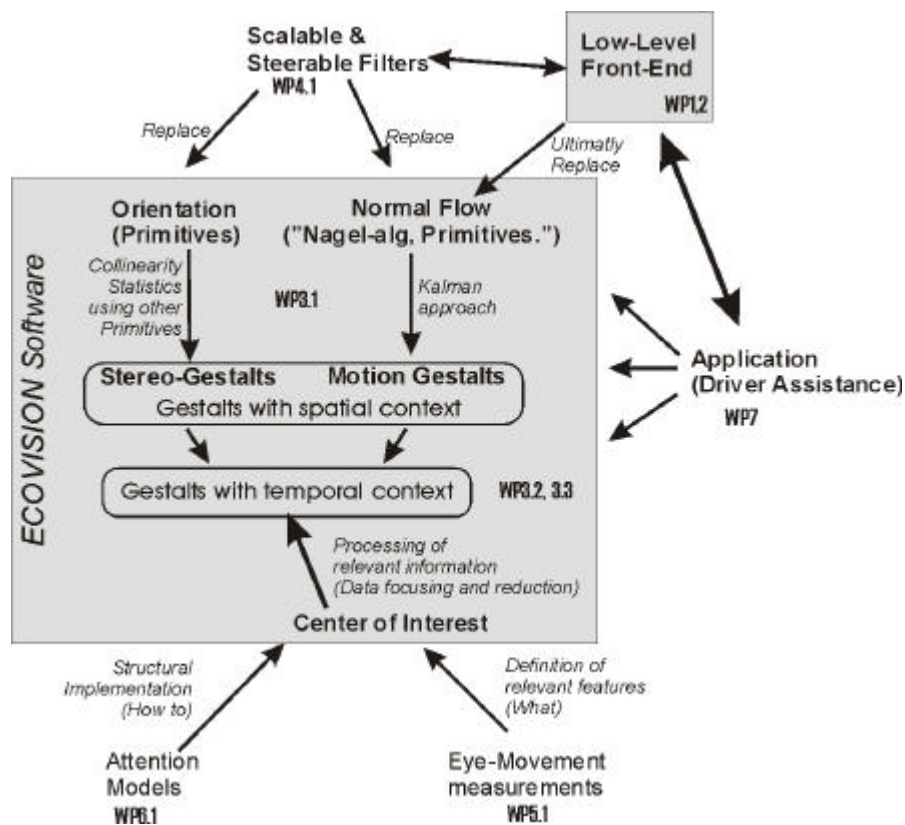 Scalable &
Steerable Filters
WP4.1
Low-Level
Front-End
WP1,2
Replace
Replace
Ultimatly
Replace
ECOVISION Software
Orientation
(Primitives)
Normal Flow
("Nagel-alg, Primitives.")
Collinearity
Statistics
using other
Primitives
WP3.1
Kalman
approach
Stereo-Gestalts
Motion Gestalts
Gestalts with spatial context
Application
(Driver Assistance)
WP7
Gestalts with temporal context
WP3.2, 3.3
Processing of
relevant information
(Data focusing and reduction)
Center of Interest
Structural
Implementation
(How to)
Definition of
relevant features
(What)
Attention
Models
WP6.1
Eye-Movement
measurements
WP5.1